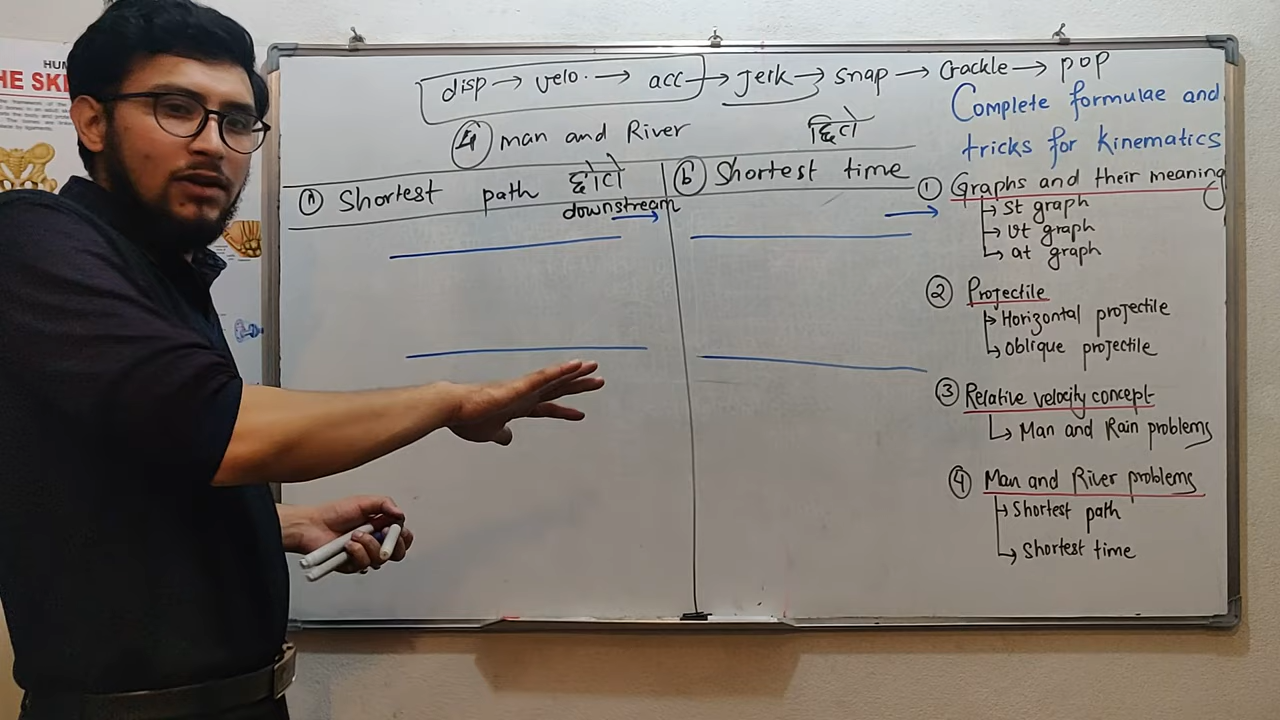 HUM
HE SK
disp → velo. → acc → Jerk → snap → Crackle → pop
④ man and River
छिटो
Ⓐ Shortest path छोटो
downstream
ⓑ Shortest time
Complete formulae and
tricks for kinematics
① Graphs and their meaning
↳ st graph
↳ vt graph
↳ at graph
② Projectile
↳ Horizontal projectile
↳ Oblique projectile
③ Relative velocity concept
↳ Man and Rain problems
④ Man and River problems
↳ Shortest path
↳ Shortest time